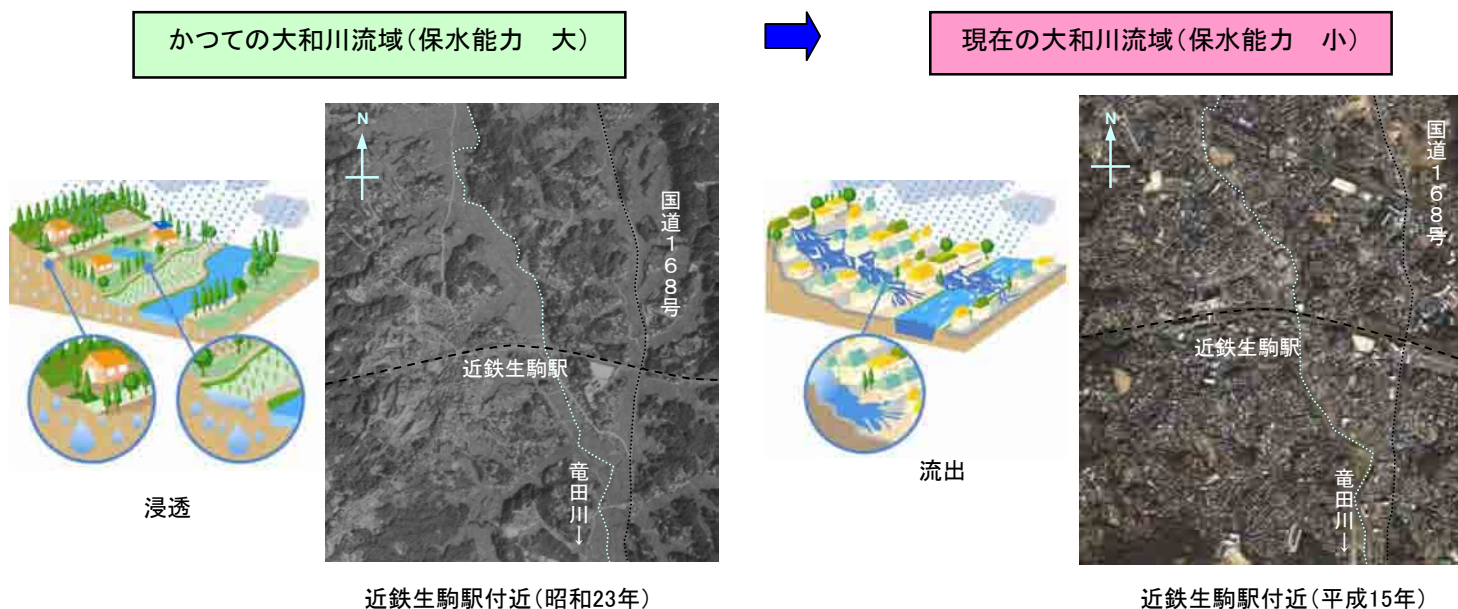 かつての大和川流域(保水能力　大)
現在の大和川流域(保水能力　小)
N
国道168号
近鉄生駒駅
竜田川→
浸透
近鉄生駒駅付近(昭和23年)
N
国道168号
近鉄生駒駅
竜田川→
流出
近鉄生駒駅付近(平成15年)